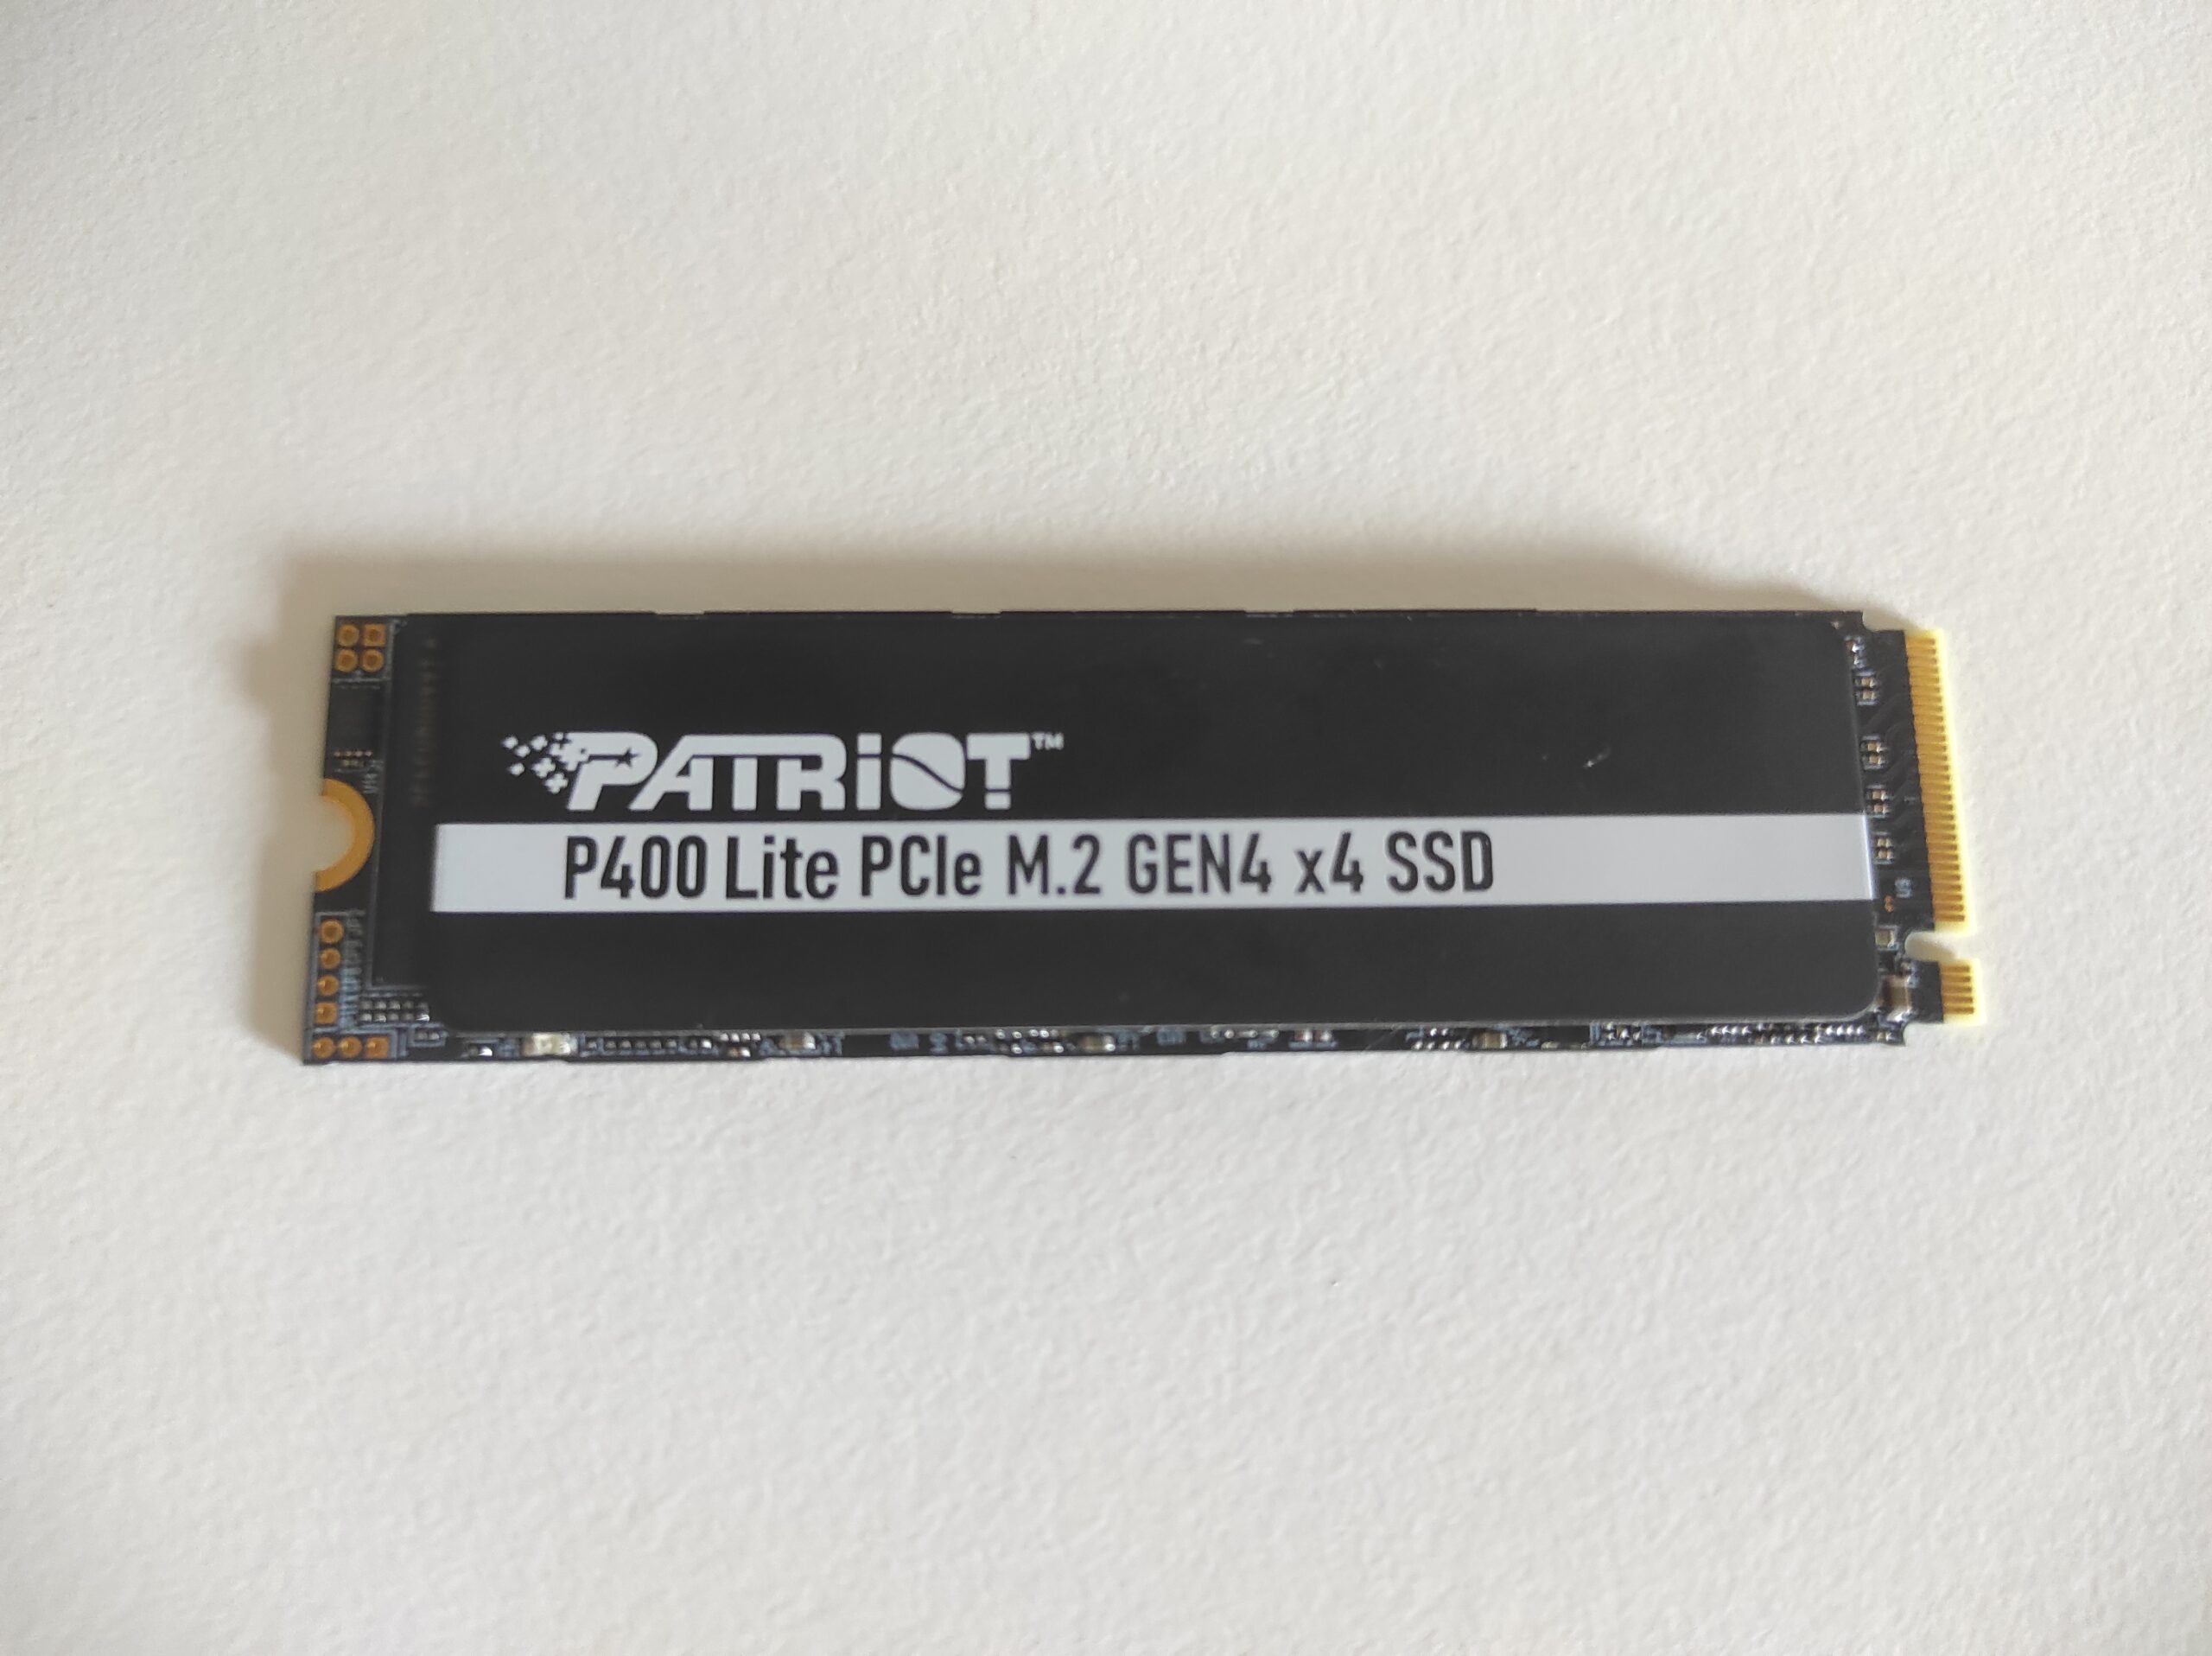 PATRiOT™
P400 Lite PCIe M.2 GEN4 x4 SSD